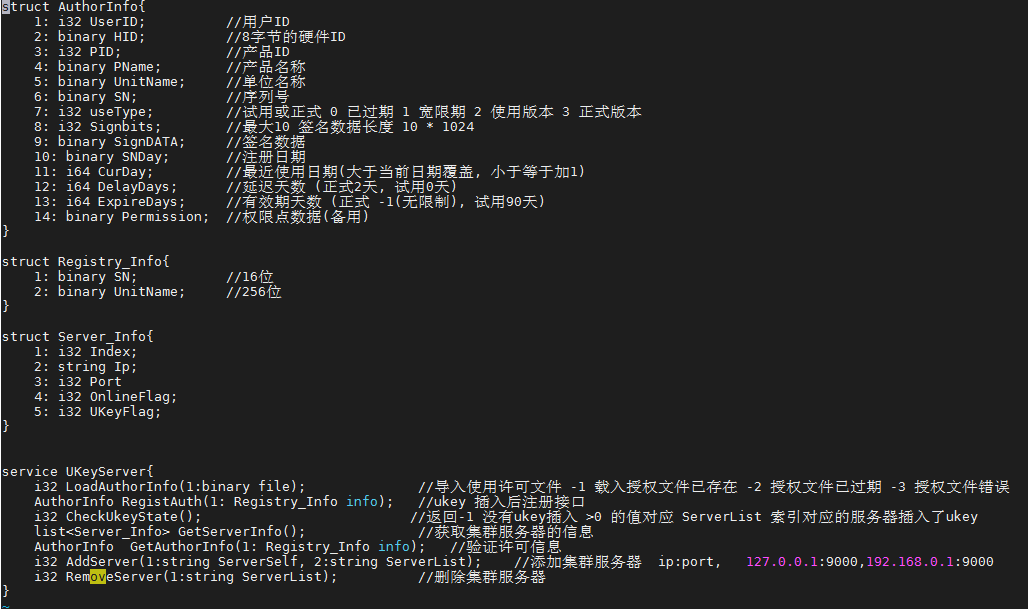 struct AuthorInfo{
    1: i32 UserID;          //用户ID
    2: binary HID;          //8字节的硬件ID
    3: i32 PID;             //产品ID
    4: binary PName;        //产品名称
    5: binary UnitName;     //单位名称
    6: binary SN;           //序列号
    7: i32 useType;         //试用或正式 0 已过期 1 宽限期 2 使用版本 3 正式版本
    8: i32 Signbits;        //最大10 签名数据长度 10 * 1024
    9: binary SignDATA;     //签名数据
    10: binary SNDay;       //注册日期
    11: i64 CurDay;         //最近使用日期(大于当前日期覆盖, 小于等于加1)
    12: i64 DelayDays;      //延迟天数 (正式2天, 试用0天)
    13: i64 ExpireDays;     //有效期天数 (正式 -1(无限制), 试用90天)
    14: binary Permission;  //权限点数据(备用)
}
struct Registry_Info{
    1: binary SN;           //16位
    2: binary UnitName;     //256位
}
struct Server_Info{
    1: i32 Index;
    2: string Ip;
    3: i32 Port
    4: i32 OnlineFlag;
    5: i32 UKeyFlag;
}
service UKeyServer{
    i32 LoadAuthorInfo(1:binary file);              //导入使用许可文件 -1 载入授权文件已存在 -2 授权文件已过期 -3 授权文件错误
    AuthorInfo RegistAuth(1: Registry_Info info);   //ukey 插入后注册接口
    i32 CheckUkeyState();                          //返回-1 没有ukey插入 >0 的值对应 ServerList 索引对应的服务器插入了ukey
    list<Server_Info> GetServerInfo();              //获取集群服务器的信息
    AuthorInfo  GetAuthorInfo(1: Registry_Info info);   //验证许可信息
    i32 AddServer(1:string ServerSelf, 2:string ServerList);    //添加集群服务器  ip:port,   127.0.0.1:9000,192.168.0.1:9000
    i32 RemoveServer(1:string ServerList);          //删除集群服务器
}
~